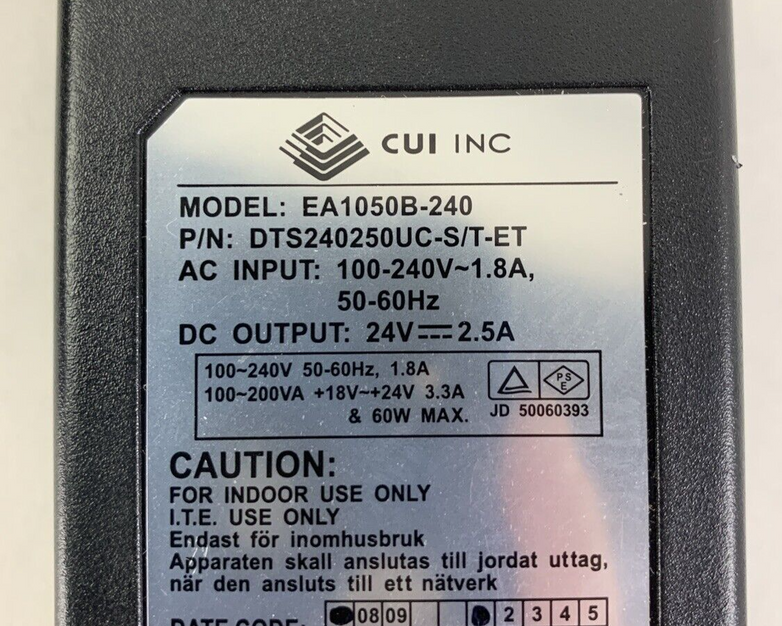 CUI INC
MODEL: EA1050B-240
P/N: DTS240250UC-S/T-ET
AC INPUT: 100-240V~1.8A,
50-60Hz
DC OUTPUT: 24V⎓2.5A
100~240V 50-60Hz, 1.8A
100~200VA +18V~+24V 3.3A
& 60W MAX.
PS
E
JD 50060393
CAUTION:
FOR INDOOR USE ONLY
I.T.E. USE ONLY
Endast för inomhusbruk
Apparaten skall anslutas till jordat uttag,
när den ansluts till ett nätverk
DATE CODE: 08 09 2 3 4 5